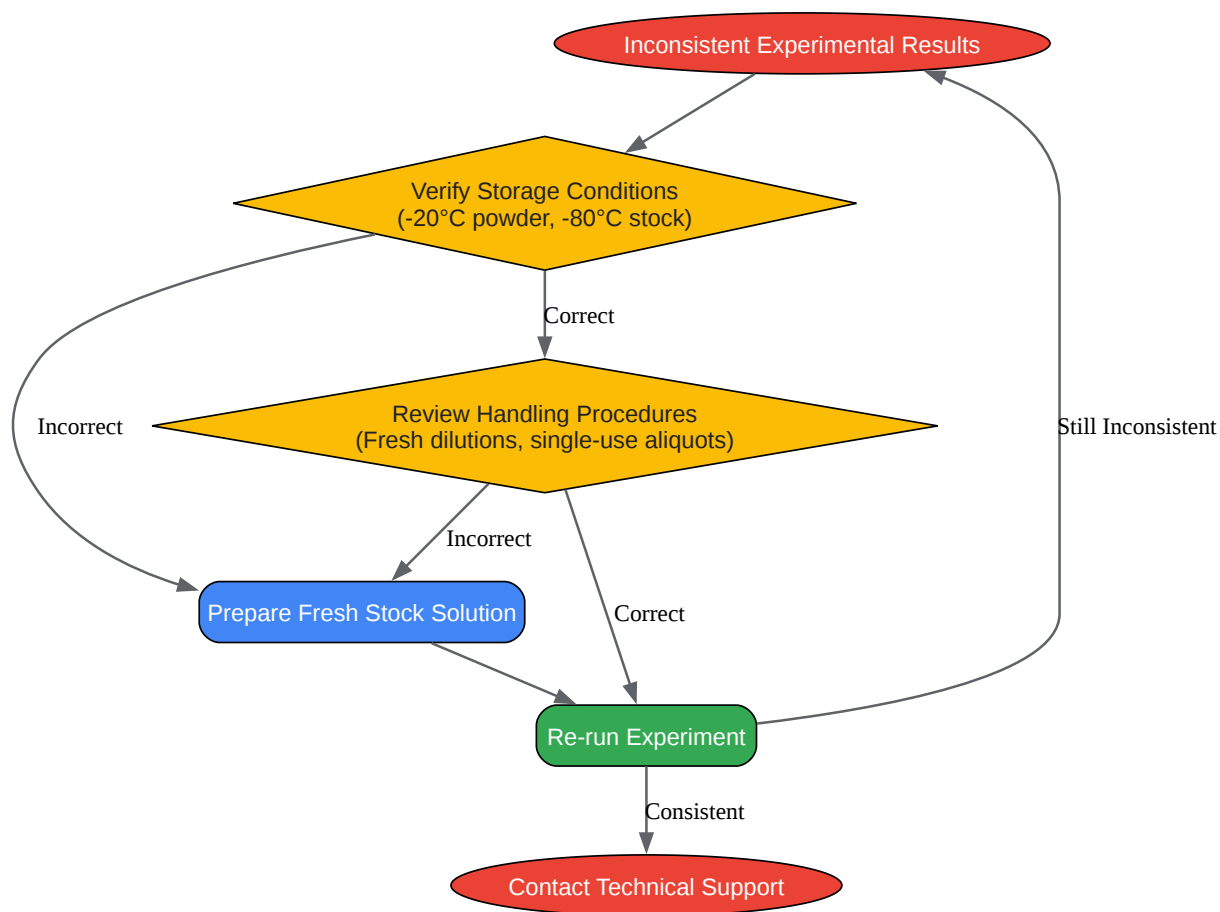 Inconsistent Experimental Results
Verify Storage Conditions
(-20°C powder, -80°C stock)
Correct
Review Handling Procedures
(Fresh dilutions, single-use aliquots)
Incorrect
Still Inconsistent
Incorrect
Prepare Fresh Stock Solution
Correct
Re-run Experiment
Consistent
Contact Technical Support